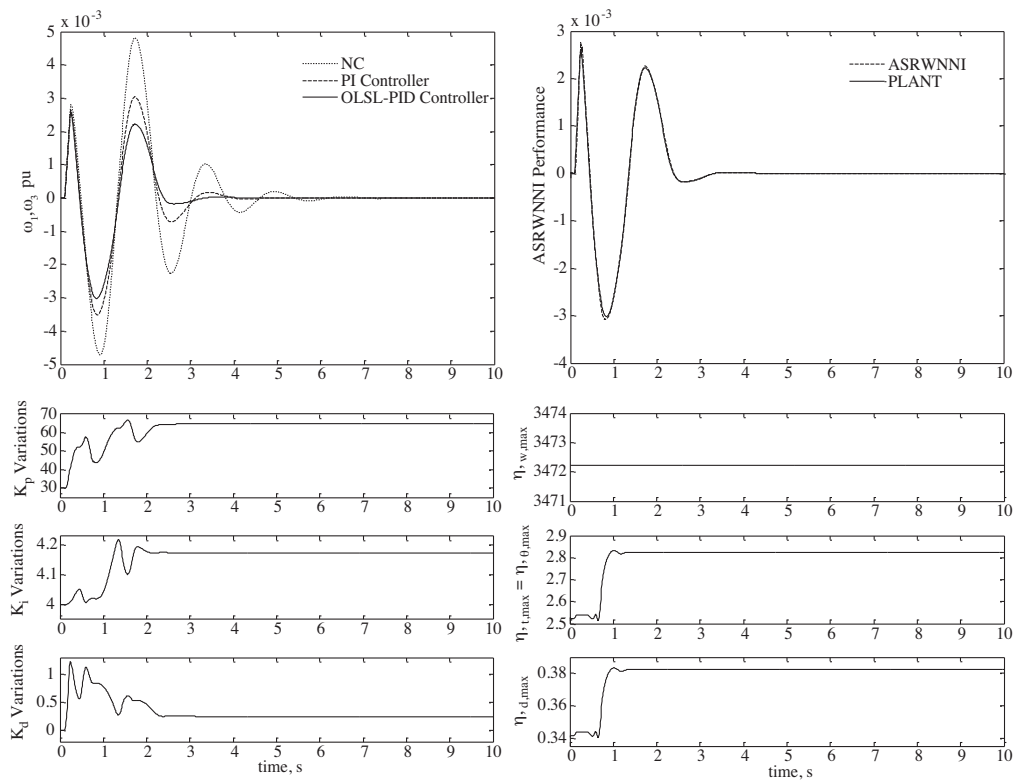 x 10^-3
5
4
3
2
1
0
-1
-2
-3
-4
-5
ω1,ω3 pu
NC
PI Controller
OLSL-PID Controller
0 1 2 3 4 5 6 7 8 9 10
x 10^-3
3
2
1
0
-1
-2
-3
-4
ASRWNNI Performance
ASRWNNI
PLANT
0 1 2 3 4 5 6 7 8 9 10
70
60
50
40
30
Kp Variations
0 1 2 3 4 5 6 7 8 9 10
3474
3473
3472
3471
η, w,max
0 1 2 3 4 5 6 7 8 9 10
4.2
4.1
4
Ki Variations
0 1 2 3 4 5 6 7 8 9 10
2.9
2.8
2.7
2.6
2.5
η, t,max = η, θ,max
0 1 2 3 4 5 6 7 8 9 10
1
0.5
0
Kd Variations
0 1 2 3 4 5 6 7 8 9 10
time, s
0.38
0.36
0.34
η, d,max
0 1 2 3 4 5 6 7 8 9 10
time, s